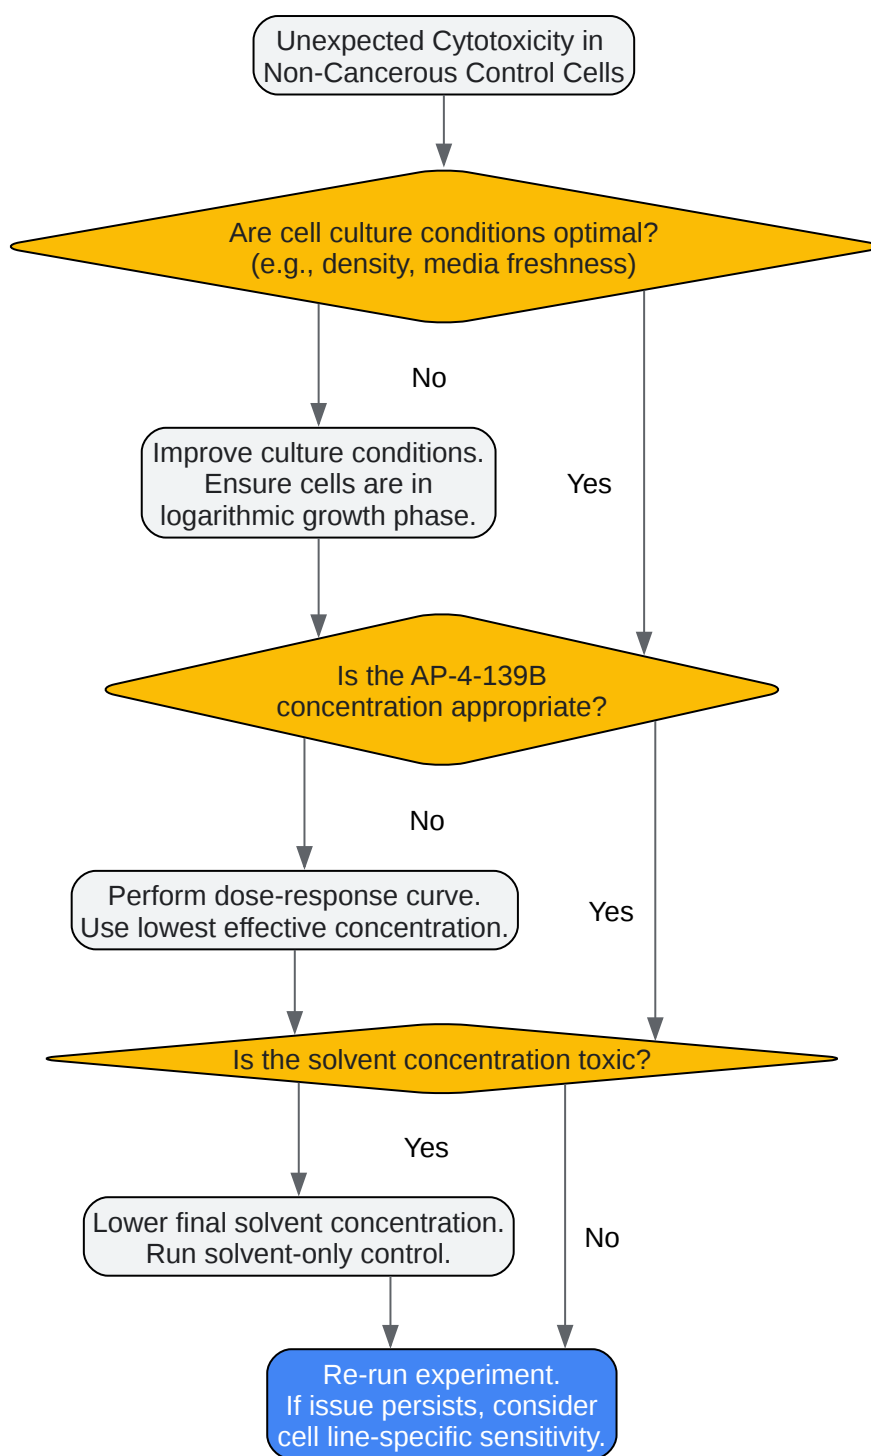 Unexpected Cytotoxicity in
Non-Cancerous Control Cells
Are cell culture conditions optimal?
(e.g., density, media freshness)
No
Improve culture conditions.
Ensure cells are in
logarithmic growth phase.
Yes
Is the AP-4-139B
concentration appropriate?
No
Perform dose-response curve.
Use lowest effective concentration.
Yes
Is the solvent concentration toxic?
Yes
Lower final solvent concentration.
Run solvent-only control.
No
Re-run experiment.
If issue persists, consider
cell line-specific sensitivity.